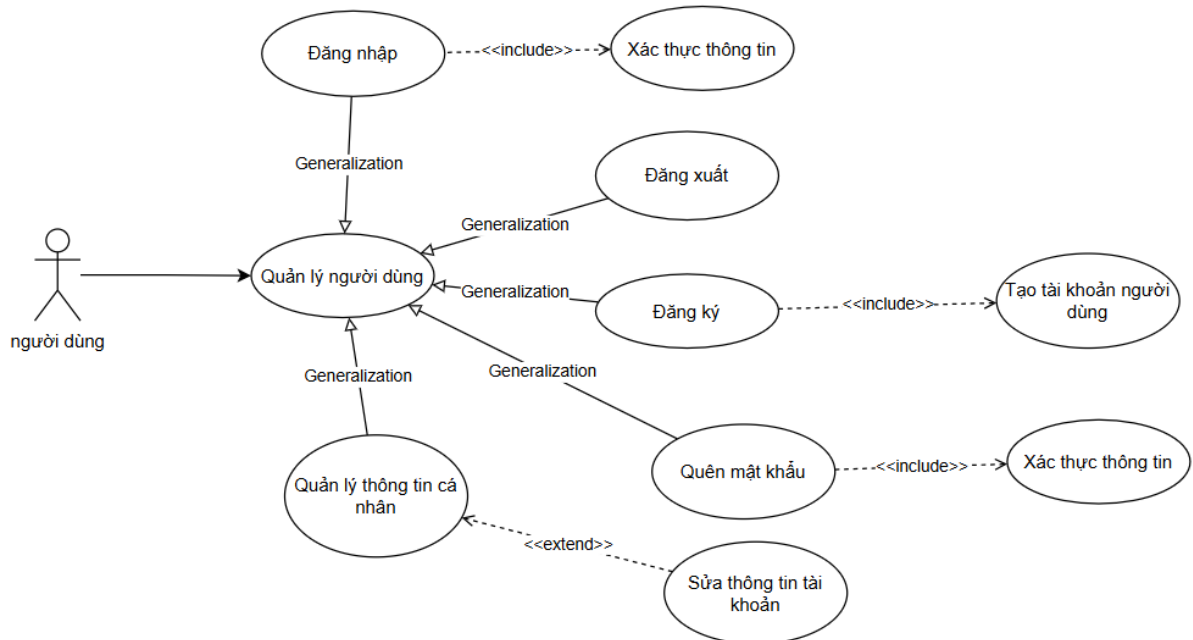 Đăng nhập
<<include>>
Xác thực thông tin
Generalization
Đăng xuất
Generalization
người dùng
Quản lý người dùng
Generalization
Đăng ký
<<include>>
Tạo tài khoản người
dùng
Generalization
Generalization
Quản lý thông tin cá
nhân
Quên mật khẩu
<<include>>
Xác thực thông tin
<<extend>>
Sửa thông tin tài
khoản